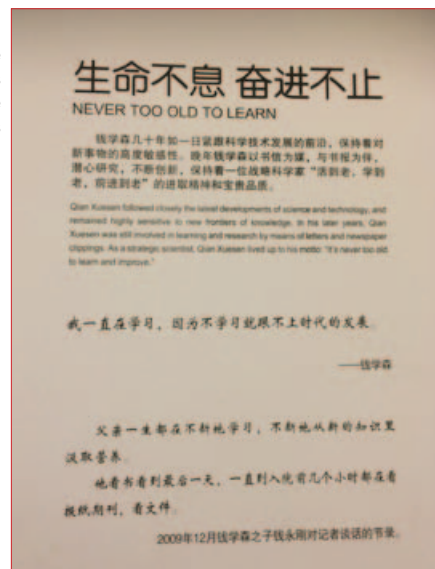 生命不息 奋进不止
NEVER TOO OLD TO LEARN
钱学森几十年如一日紧跟科学技术发展的前沿，保持着对
新事物的高度敏感性。晚年钱学森以书信为媒，与书报为伴，
潜心研究，不断创新，保持着一位战略科学家“活到老，学到
老，前进到老”的进取精神和宝贵品质。
Qian Xuesen followed closely the latest developments of science and technology, and
remained highly sensitive to new frontiers of knowledge. In his later years, Qian
Xuesen was still involved in learning and research by means of letters and newspaper
clippings. As a strategic scientist, Qian Xuesen lived up to his motto: “It's never too old
to learn and improve.”
我一直在学习，因为不学习就跟不上时代的发展。
——钱学森
父亲一生都在不断地学习，不断地从新的知识里
汲取营养。
他看书看到最后一天，一直到入院前几个小时都在看
报纸期刊，看文件。
2009年12月钱学森之子钱永刚对记者谈话的节录。